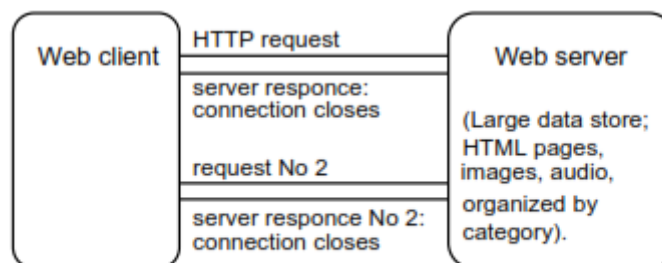 Web client
HTTP request
server responce:
connection closes
request No 2
server responce No 2:
connection closes
Web server
(Large data store;
HTML pages,
images, audio,
organized by
category).